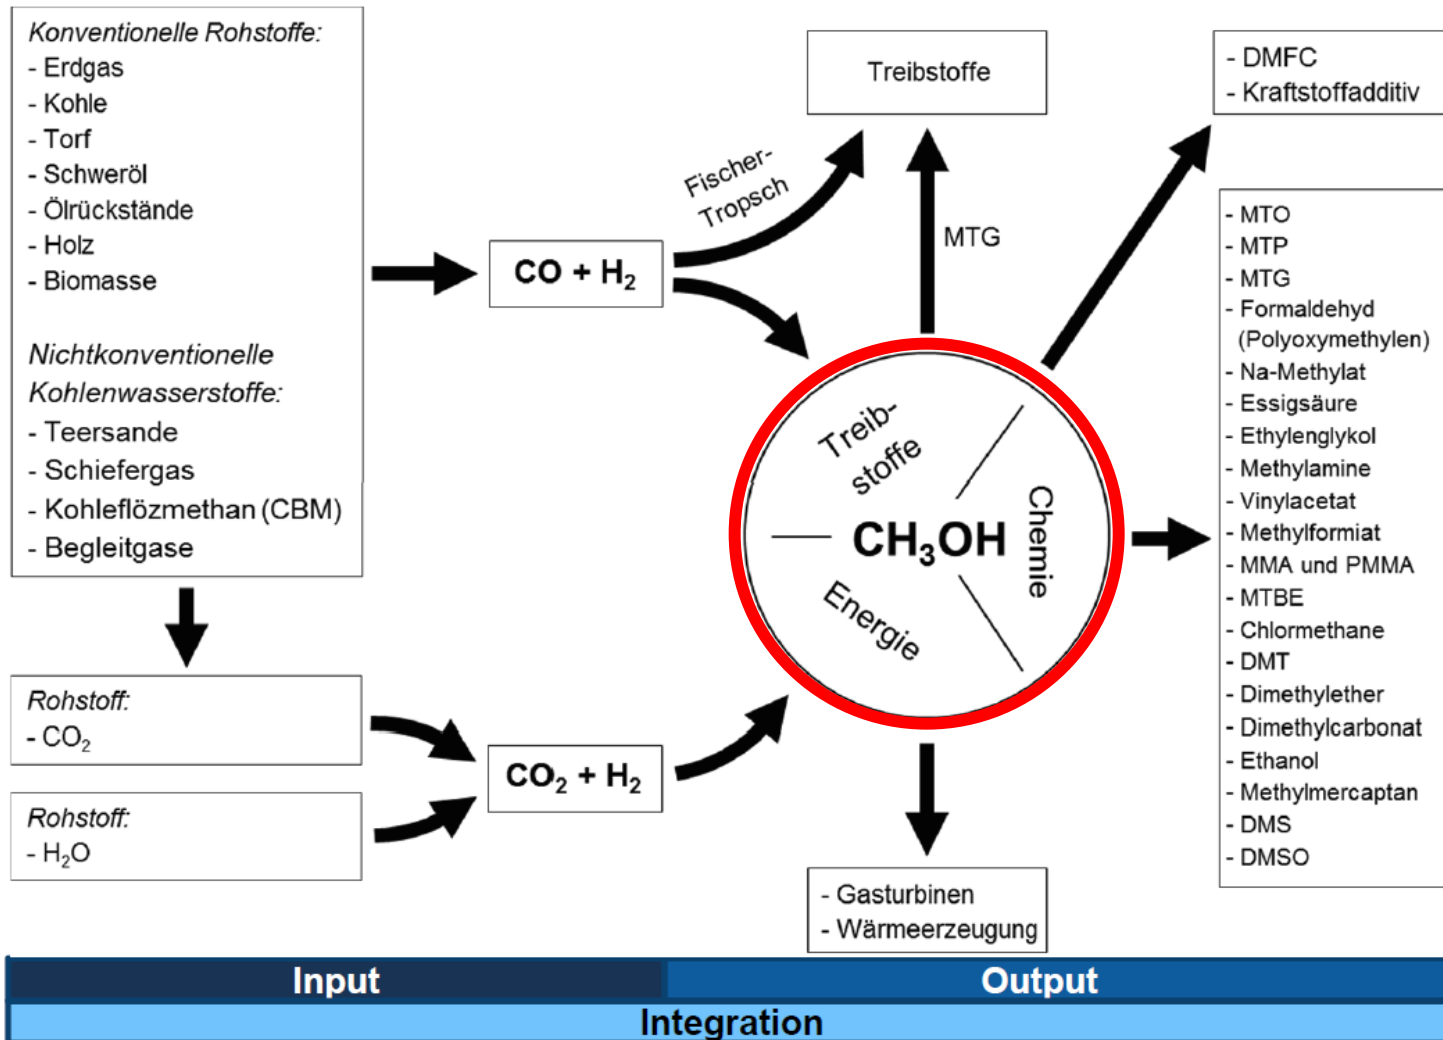 Konventionelle Rohstoffe:
- Erdgas
- Kohle
- Torf
- Schweröl
- Ölrückstände
- Holz
- Biomasse
Nichtkonventionelle
Kohlenwasserstoffe:
- Teersande
- Schiefergas
- Kohleflözmethan (CBM)
- Begleitgase
Rohstoff:
- CO₂
Rohstoff:
- H₂O
CO + H₂
CO₂ + H₂
Fischer-
Tropsch
Treibstoffe
MTG
Treib-
stoffe
CH₃OH
Chemie
Energie
- DMFC
- Kraftstoffadditiv
- MTO
- MTP
- MTG
- Formaldehyd
(Polyoxymethylen)
- Na-Methylat
- Essigsäure
- Ethylenglykol
- Methylamine
- Vinylacetat
- Methylformiat
- MMA und PMMA
- MTBE
- Chlormethane
- DMT
- Dimethylether
- Dimethylcarbonat
- Ethanol
- Methylmercaptan
- DMS
- DMSO
- Gasturbinen
- Wärmeerzeugung
Input
Output
Integration